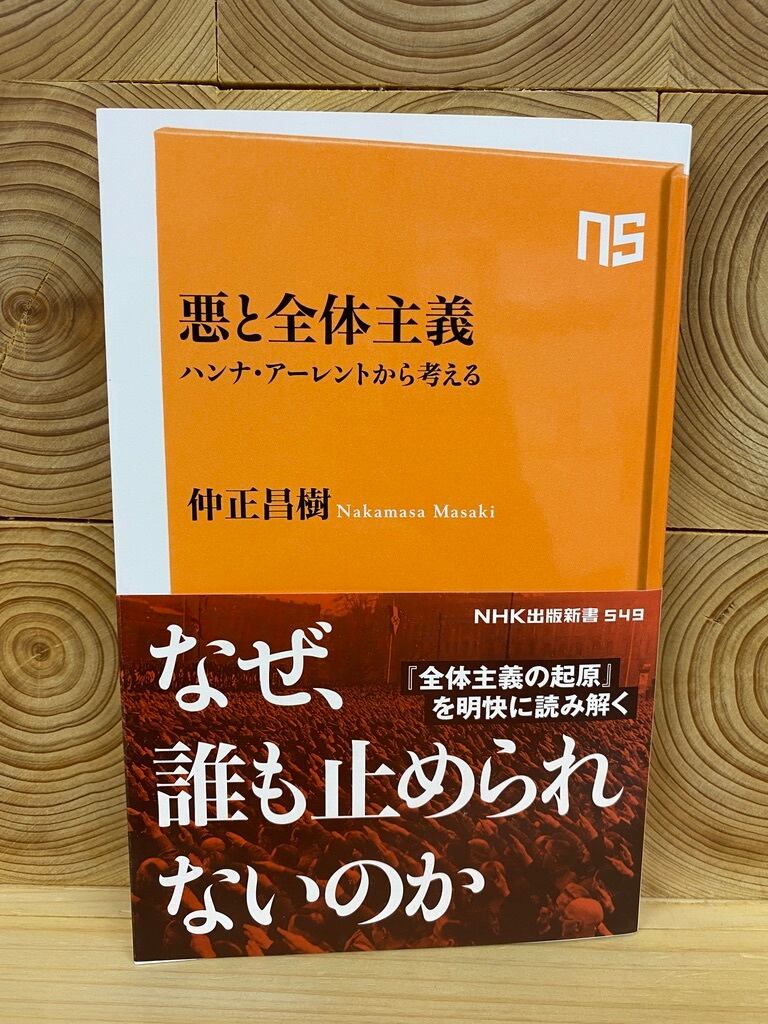 NS
悪と全体主義
ハンナ・アーレントから考える
仲正昌樹 Nakamasa Masaki
NHK出版新書 549
『全体主義の起原』
を明快に読み解く
なぜ、
誰も止められ
ないのか